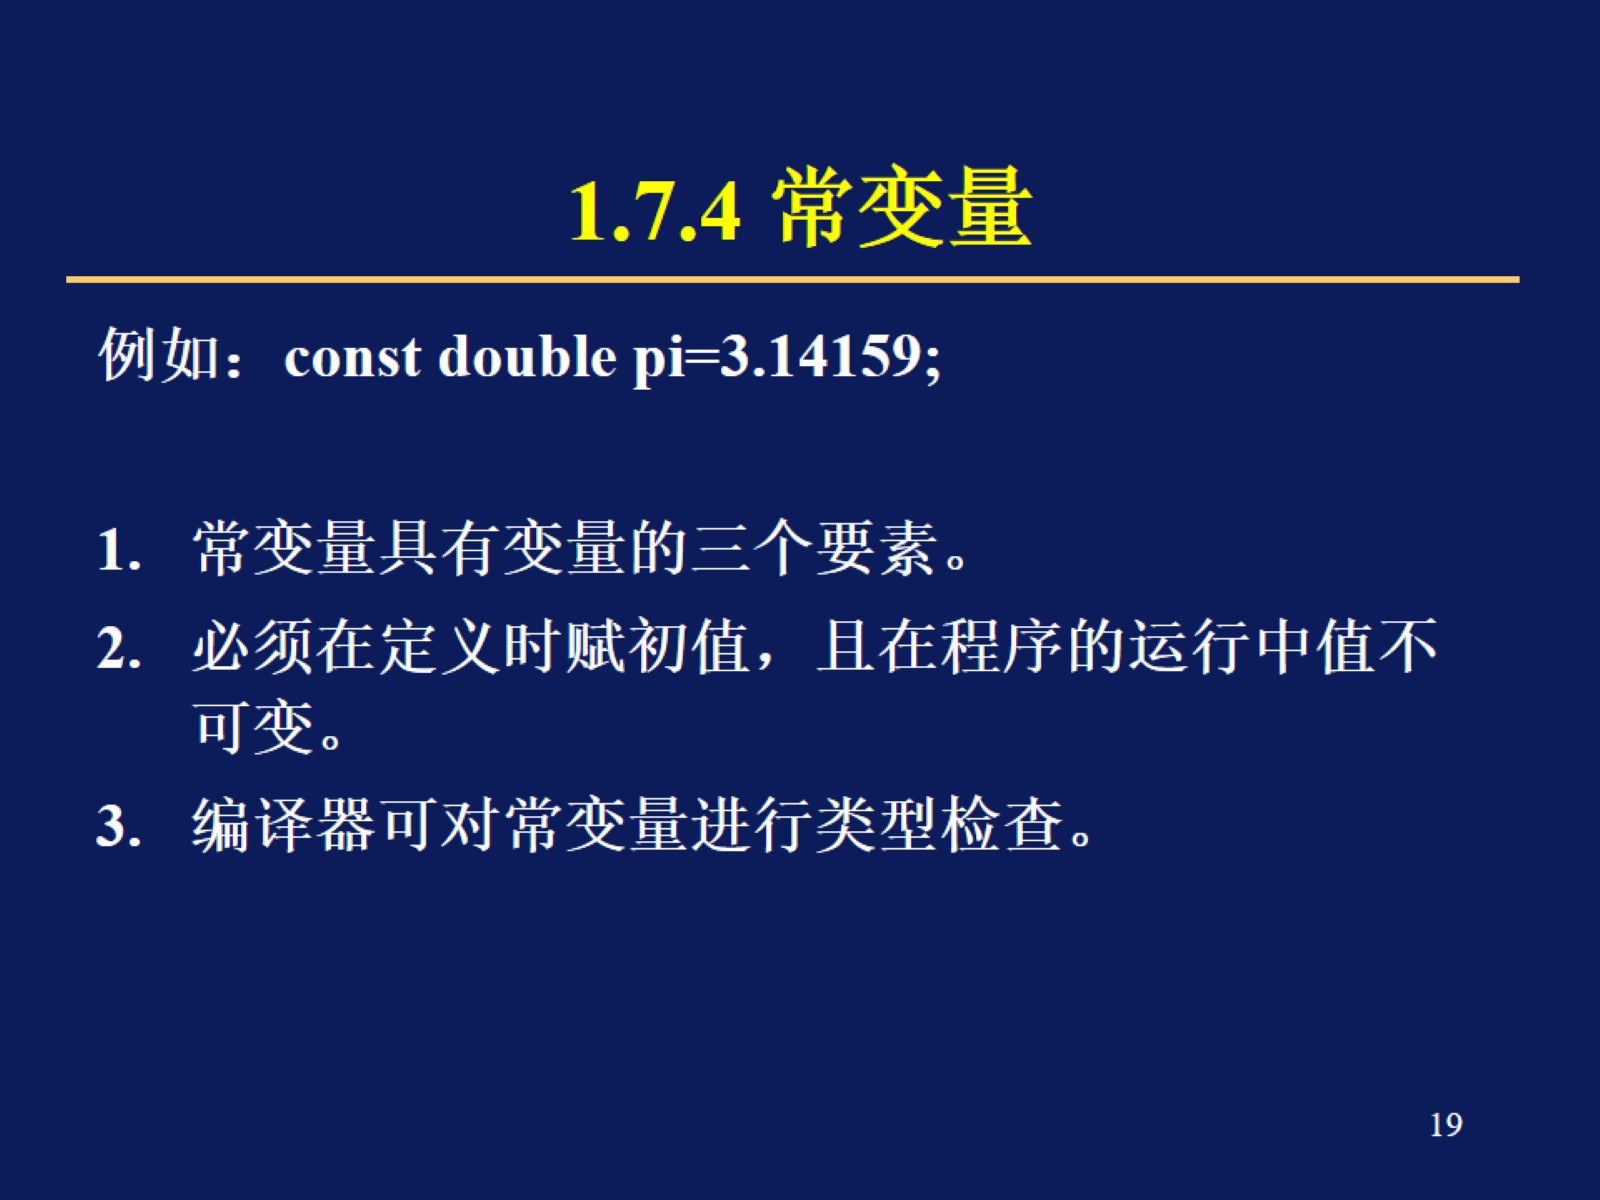 1.7.4 常变量
例如：const double pi=3.14159;
1. 常变量具有变量的三个要素。
2. 必须在定义时赋初值，且在程序的运行中值不
可变。
3. 编译器可对常变量进行类型检查。
19